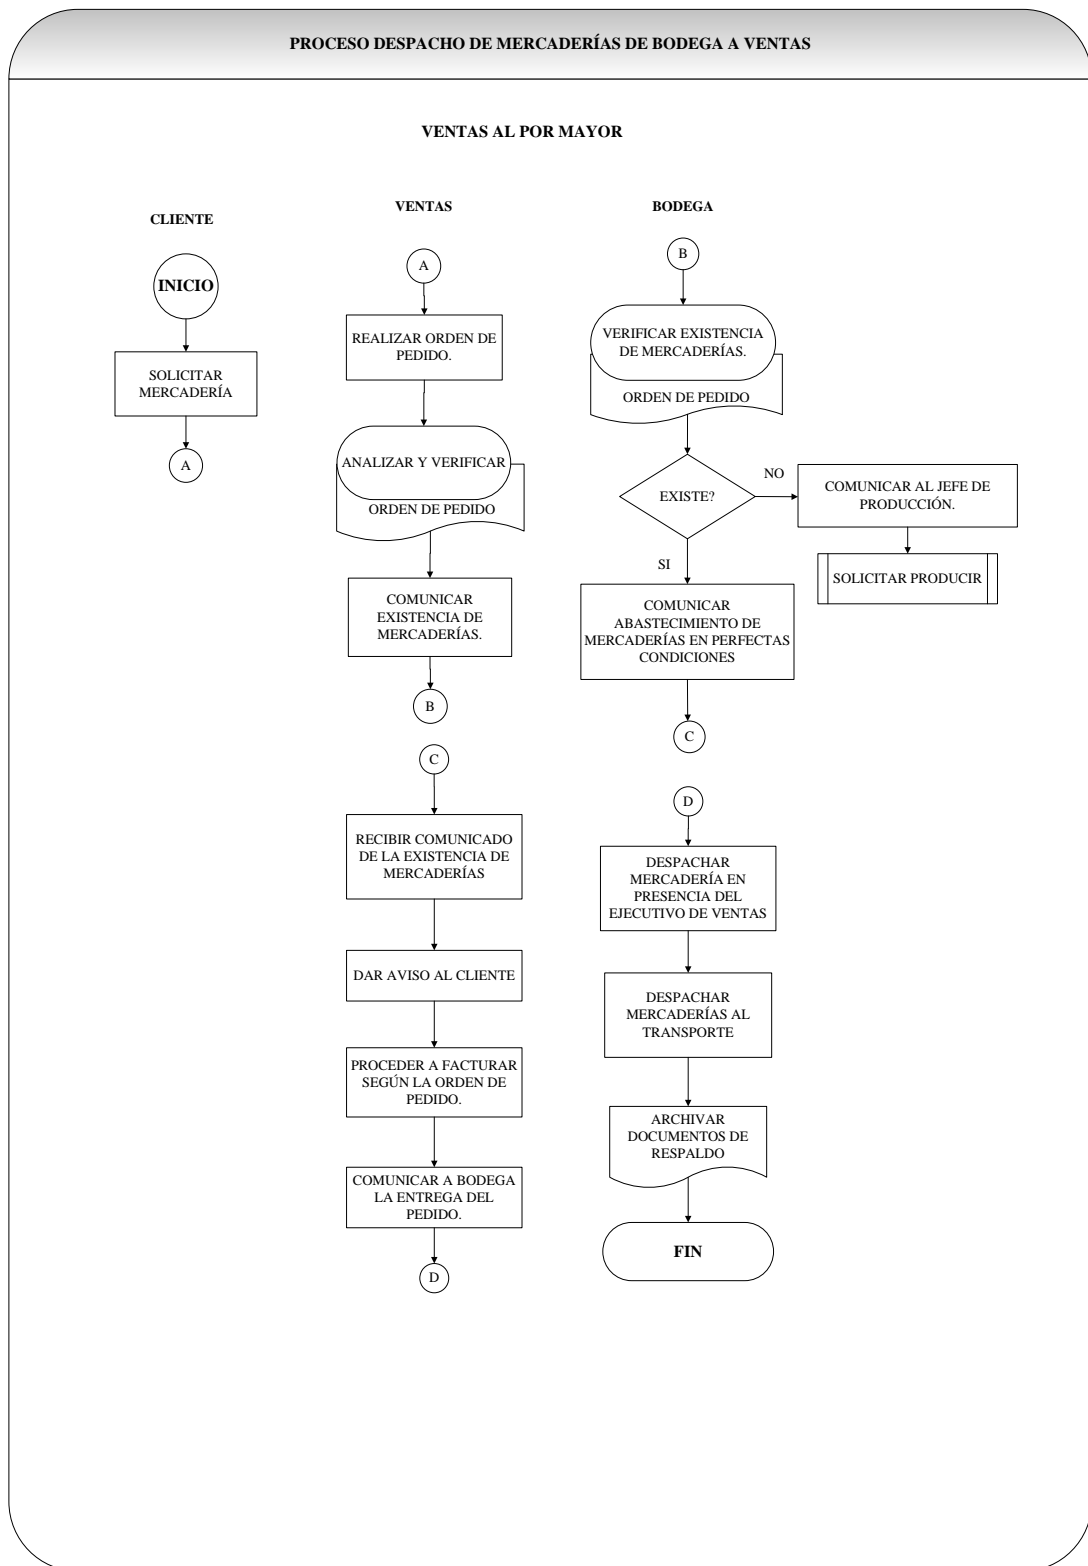 PROCESO DESPACHO DE MERCADERÍAS DE BODEGA A VENTAS
VENTAS AL POR MAYOR
CLIENTE
INICIO
SOLICITAR
MERCADERÍA
A
VENTAS
A
REALIZAR ORDEN DE
PEDIDO.
ANALIZAR Y VERIFICAR
ORDEN DE PEDIDO
COMUNICAR
EXISTENCIA DE
MERCADERÍAS.
B
C
RECIBIR COMUNICADO
DE LA EXISTENCIA DE
MERCADERÍAS
DAR AVISO AL CLIENTE
PROCEDER A FACTURAR
SEGÚN LA ORDEN DE
PEDIDO.
COMUNICAR A BODEGA
LA ENTREGA DEL
PEDIDO.
D
BODEGA
B
VERIFICAR EXISTENCIA
DE MERCADERÍAS.
ORDEN DE PEDIDO
EXISTE?
NO
COMUNICAR AL JEFE DE
PRODUCCIÓN.
SOLICITAR PRODUCIR
SI
COMUNICAR
ABASTECIMIENTO DE
MERCADERÍAS EN PERFECTAS
CONDICIONES
C
D
DESPACHAR
MERCADERÍA EN
PRESENCIA DEL
EJECUTIVO DE VENTAS
DESPACHAR
MERCADERÍAS AL
TRANSPORTE
ARCHIVAR
DOCUMENTOS DE
RESPALDO
FIN